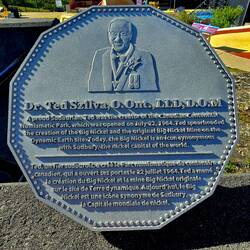 Dr. Ted Szilva, O.Ont., LL.D, O.O.M
A proud Sudburian, Ted was the creator of the Canadian Centennial
Numismatic Park, which was opened on July 22, 1964. Ted spearheaded
the creation of the Big Nickel and the original Big Nickel Mine on the
Dynamic Earth site. Today, the Big Nickel is an icon synonymous
with Sudbury, the nickel capital of the world.
canadien, qui a ouvert ses portes le 22 juillet 1964. Ted a mené
la création du Big Nickel et la mine Big Nickel originale
sur le site de Terre dynamique. Aujourd'hui, le Big
Nickel est une icône synonyme de Sudbury,
la capitale mondiale du nickel.